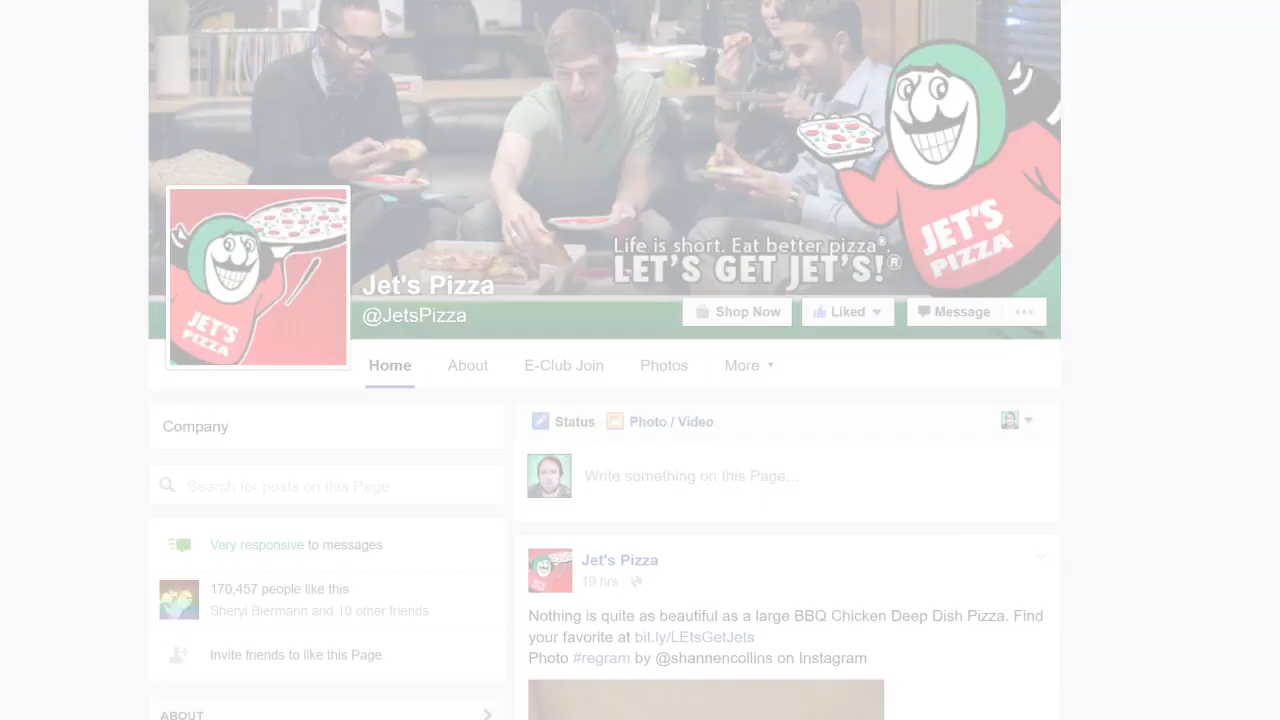 Life is short. Eat better pizza®.
LET'S GET JET'S!®
JET'S
PIZZA
JET'S
PIZZA
Jet's Pizza
@JetsPizza
Shop Now
Liked
Message
Home
About
E-Club Join
Photos
More
Company
Status
Photo / Video
Search for posts on this Page
Write something on this Page...
Very responsive to messages
170,457 people like this
Sheryl Biermann and 10 other friends
Invite friends to like this Page
ABOUT
Jet's Pizza
19 hrs ·
Nothing is quite as beautiful as a large BBQ Chicken Deep Dish Pizza. Find
your favorite at bit.ly/LEtsGetJets
Photo #regram by @shannencollins on Instagram